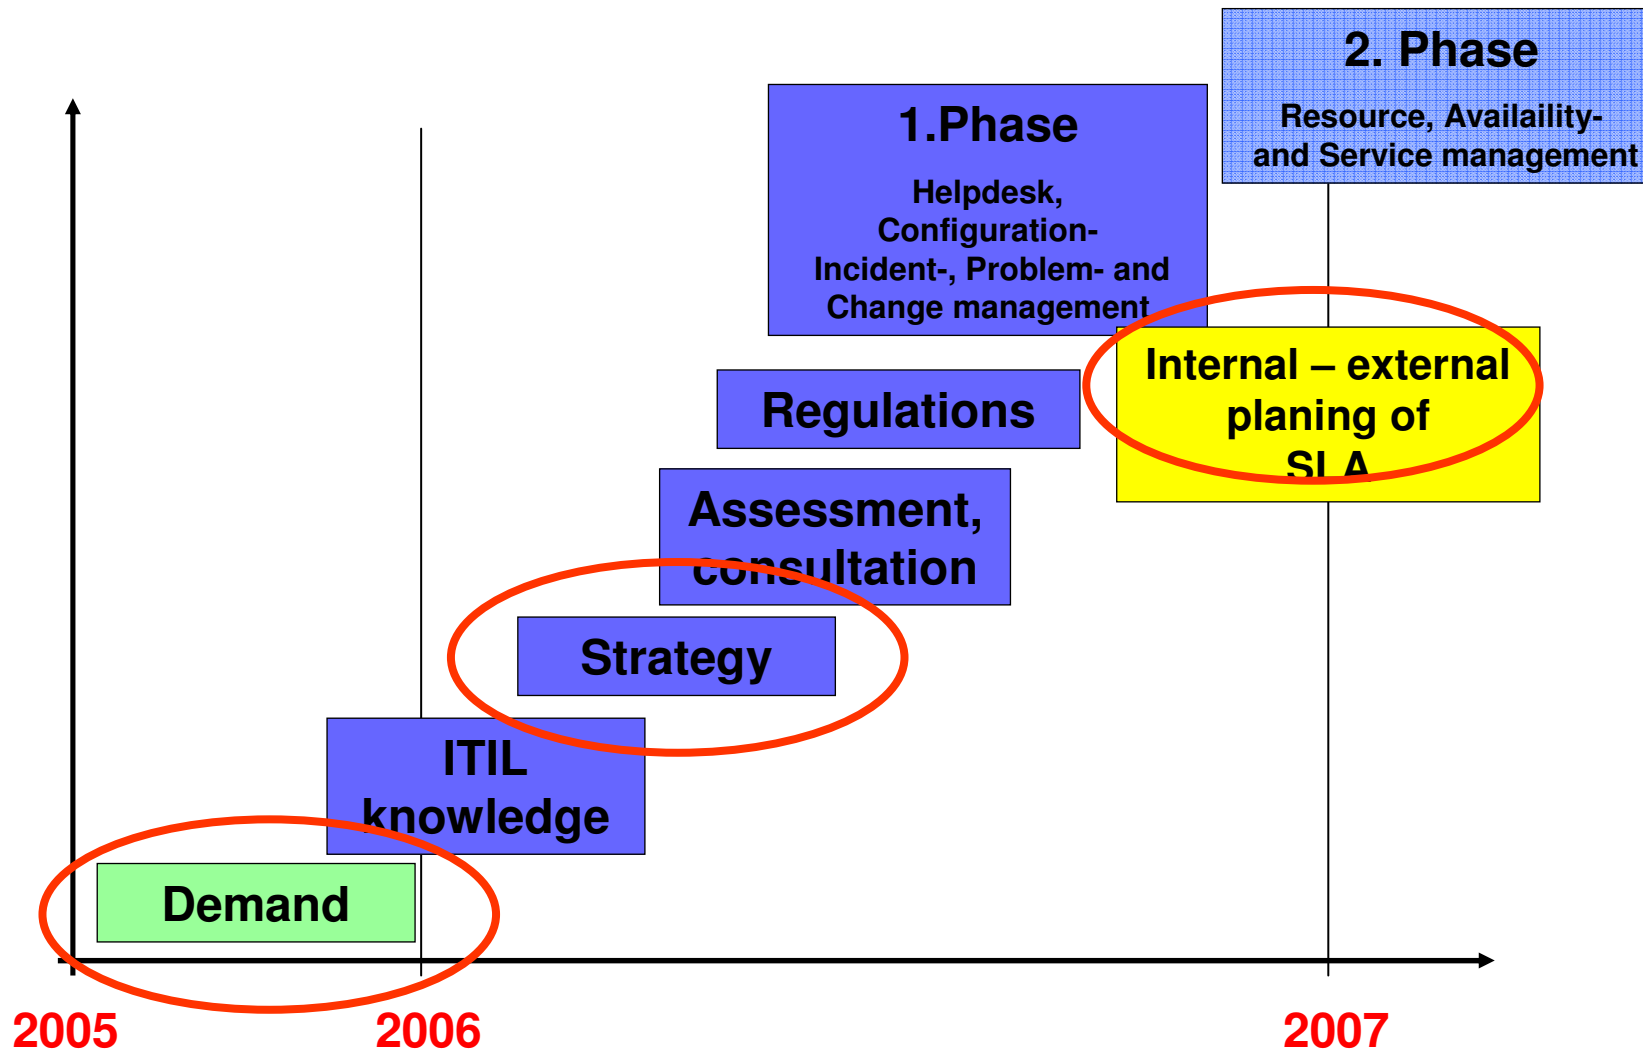 2. Phase
Resource, Availaility-
and Service management
1.Phase
Helpdesk,
Configuration-
Incident-, Problem- and
Change management
Internal – external
planing of
SLA
Regulations
Assessment,
consultation
Strategy
ITIL
knowledge
Demand
2005
2006
2007